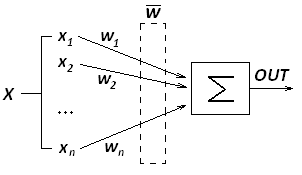 w̅
x₁ w₁
x₂ w₂
X ... Σ OUT
xₙ wₙ